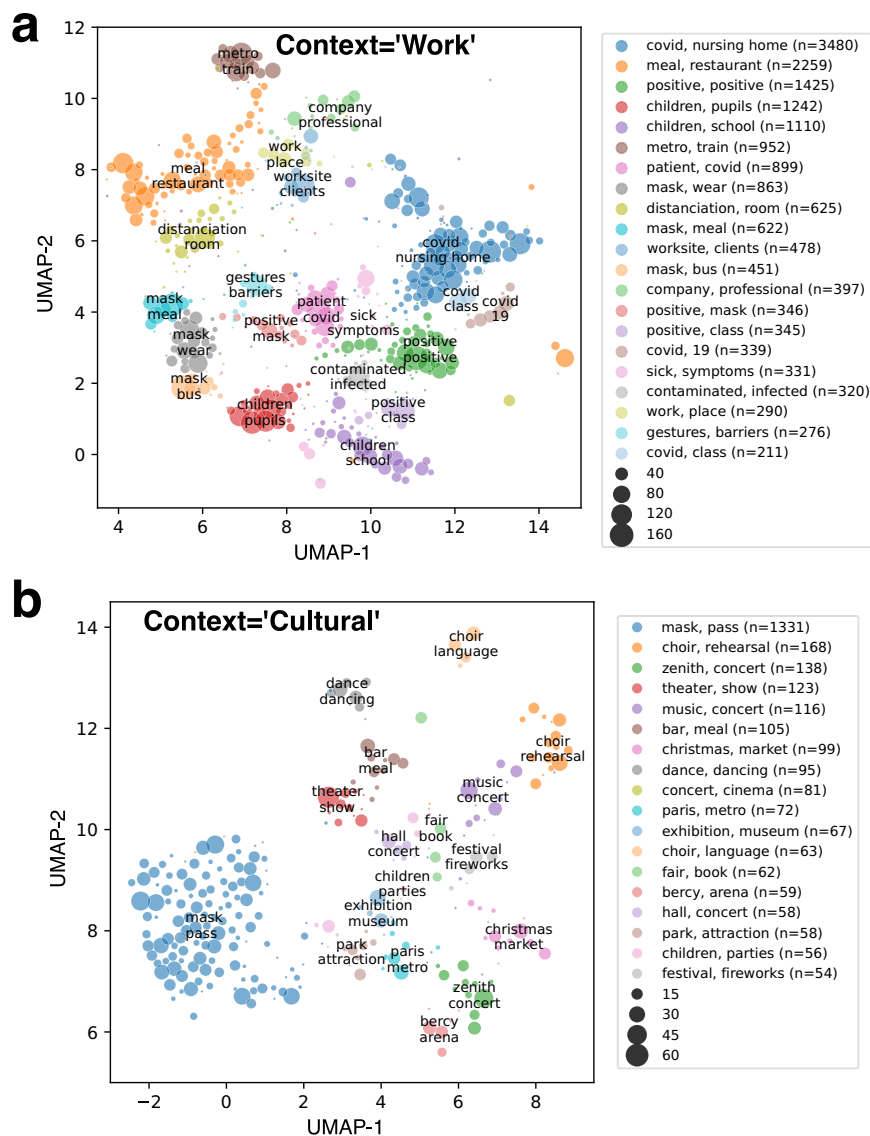 a
Context='Work'
12
10
8
6
4
2
0
UMAP-2
4
6
8
10
12
14
UMAP-1
metro
train
company
professional
work
place
meal
restaurant
worksite
clients
distanciation
room
covid
nursing home
gestures
barriers
mask
meal
patient
covid
covid
class
covid
19
positive
mask
sick
symptoms
mask
wear
positive
positive
contaminated
infected
mask
bus
children
pupils
positive
class
children
school
covid, nursing home (n=3480)
meal, restaurant (n=2259)
positive, positive (n=1425)
children, pupils (n=1242)
children, school (n=1110)
metro, train (n=952)
patient, covid (n=899)
mask, wear (n=863)
distanciation, room (n=625)
mask, meal (n=622)
worksite, clients (n=478)
mask, bus (n=451)
company, professional (n=397)
positive, mask (n=346)
positive, class (n=345)
covid, 19 (n=339)
sick, symptoms (n=331)
contaminated, infected (n=320)
work, place (n=290)
gestures, barriers (n=276)
covid, class (n=211)
40
80
120
160
b
Context='Cultural'
14
12
10
8
6
UMAP-2
−2
0
2
4
6
8
UMAP-1
choir
language
dance
dancing
choir
rehearsal
bar
meal
music
concert
theater
show
fair
book
hall
concert
festival
fireworks
children
parties
exhibition
museum
mask
pass
christmas
market
park
attraction
paris
metro
zenith
concert
bercy
arena
mask, pass (n=1331)
choir, rehearsal (n=168)
zenith, concert (n=138)
theater, show (n=123)
music, concert (n=116)
bar, meal (n=105)
christmas, market (n=99)
dance, dancing (n=95)
concert, cinema (n=81)
paris, metro (n=72)
exhibition, museum (n=67)
choir, language (n=63)
fair, book (n=62)
bercy, arena (n=59)
hall, concert (n=58)
park, attraction (n=58)
children, parties (n=56)
festival, fireworks (n=54)
15
30
45
60